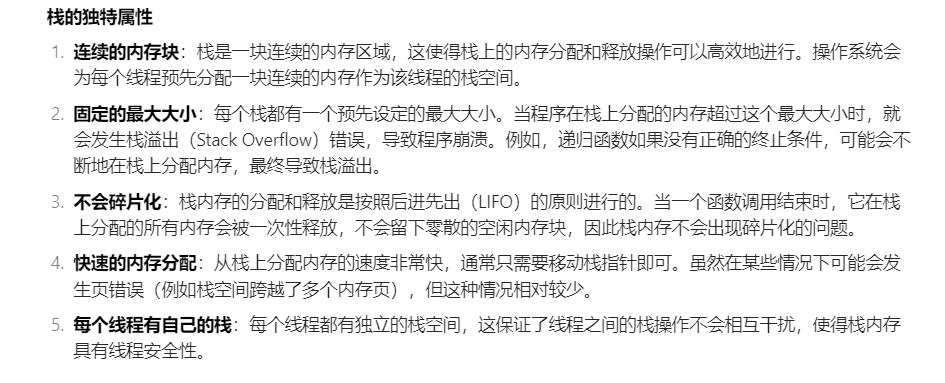 栈的独特属性
1. 连续的内存块：栈是一块连续的内存区域，这使得栈上的内存分配和释放操作可以高效地进行。操作系统会
为每个线程预先分配一块连续的内存作为该线程的栈空间。
2. 固定的最大大小：每个栈都有一个预先设定的最大大小。当程序在栈上分配的内存超过这个最大大小时，就
会发生栈溢出（Stack Overflow）错误，导致程序崩溃。例如，递归函数如果没有正确的终止条件，可能会不
断地在栈上分配内存，最终导致栈溢出。
3. 不会碎片化：栈内存的分配和释放是按照后进先出（LIFO）的原则进行的。当一个函数调用结束时，它在栈
上分配的所有内存会被一次性释放，不会留下零散的空闲内存块，因此栈内存不会出现碎片化的问题。
4. 快速的内存分配：从栈上分配内存的速度非常快，通常只需要移动栈指针即可。虽然在某些情况下可能会发
生页错误（例如栈空间跨越了多个内存页），但这种情况相对较少。
5. 每个线程有自己的栈：每个线程都有独立的栈空间，这保证了线程之间的栈操作不会相互干扰，使得栈内存
具有线程安全性。